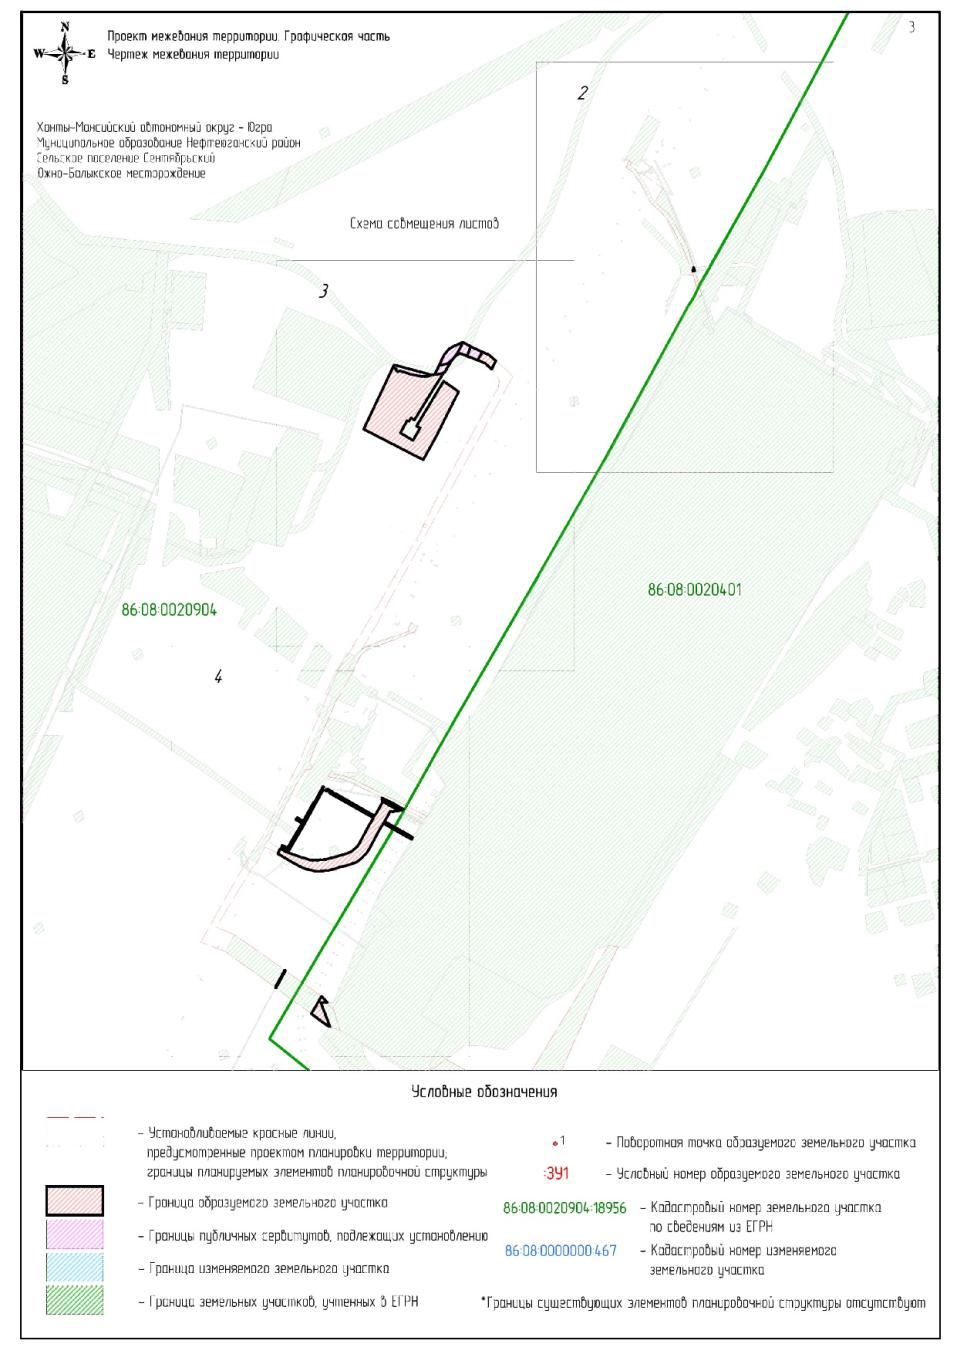 3
N
W E
S
Проект межевания территории. Графическая часть
Чертеж межевания территории
Ханты-Мансийский автономный округ - Югра
Муниципальное образование Нефтеюганский район
Сельское поселение Сентябрьский
Южно-Балыкское месторождение
2
Схема совмещения листов
3
86:08:0020401
86:08:0020904
4
Условные обозначения
- Устанавливаемые красные линии,
предусмотренные проектом планировки территории;
границы планируемых элементов планировочной структуры
- Граница образуемого земельного участка
- Границы публичных сервитутов, подлежащих установлению
- Граница изменяемого земельного участка
- Граница земельных участков, учтенных в ЕГРН
1 - Поворотная точка образуемого земельного участка
:ЗУ1 - Условный номер образуемого земельного участка
86:08:0020904:18956 - Кадастровый номер земельного участка
по сведениям из ЕГРН
86:08:0000000:467 - Кадастровый номер изменяемого
земельного участка
*Границы существующих элементов планировочной структуры отсутствуют